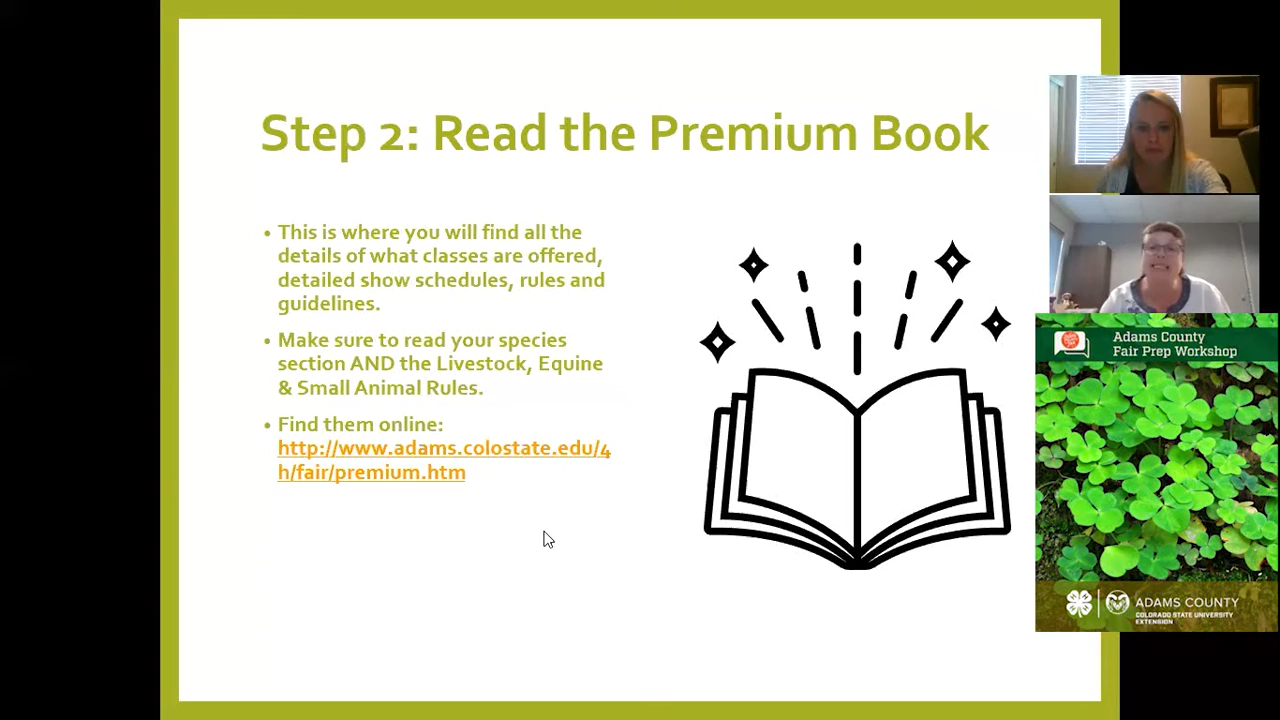 Step 2: Read the Premium Book
• This is where you will find all the
details of what classes are offered,
detailed show schedules, rules and
guidelines.
• Make sure to read your species
section AND the Livestock, Equine
& Small Animal Rules.
• Find them online:
http://www.adams.colostate.edu/4
h/fair/premium.htm
Adams County
Fair Prep Workshop
ADAMS COUNTY
COLORADO STATE UNIVERSITY
EXTENSION